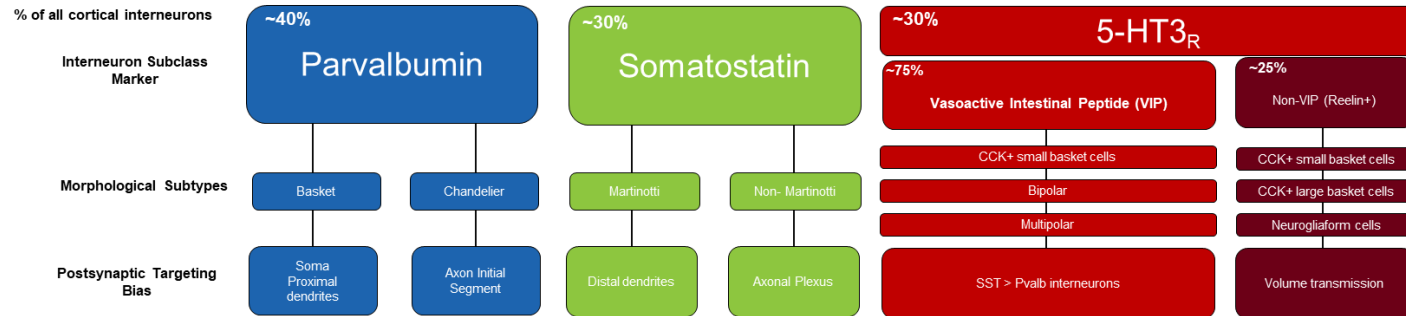 % of all cortical interneurons
~40%
~30%
~30%
Interneuron Subclass
Marker
Parvalbumin
Somatostatin
5-HT3R
~75%
Vasoactive Intestinal Peptide (VIP)
~25%
Non-VIP (Reelin+)
Morphological Subtypes
Basket
Chandelier
Martinotti
Non- Martinotti
CCK+ small basket cells
Bipolar
Multipolar
CCK+ small basket cells
CCK+ large basket cells
Neurogliaform cells
Postsynaptic Targeting
Bias
Soma
Proximal
dendrites
Axon Initial
Segment
Distal dendrites
Axonal Plexus
SST > Pvalb interneurons
Volume transmission